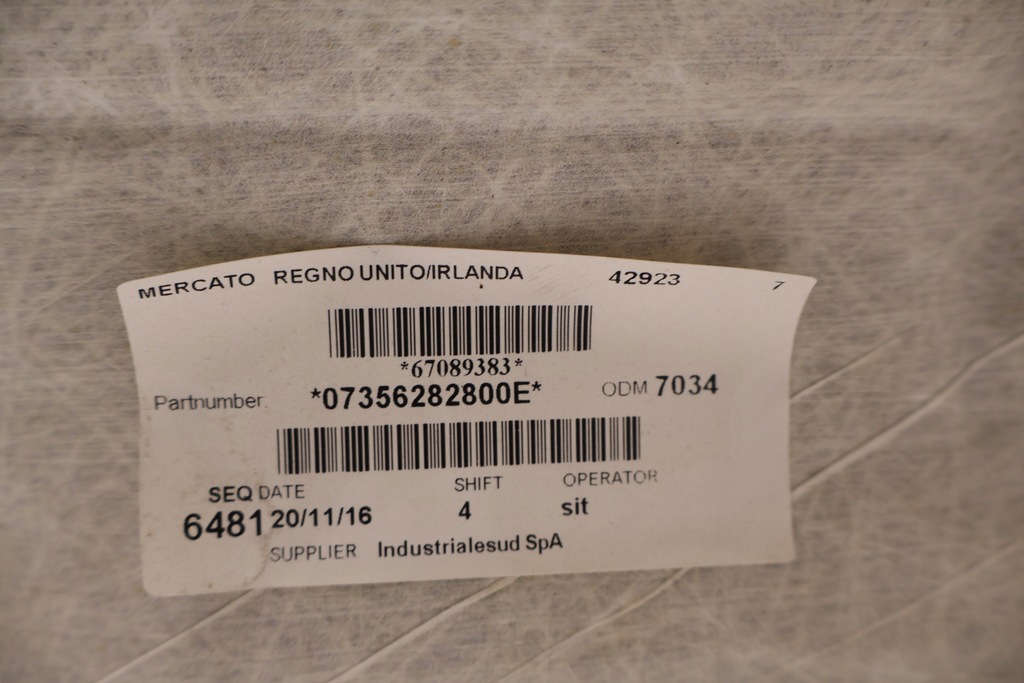 MERCATO REGNO UNITO/IRLANDA 42923 7
*67089383*
Partnumber *07356282800E* ODM 7034
SEQ DATE SHIFT OPERATOR
6481 20/11/16 4 sit
SUPPLIER Industrialesud SpA